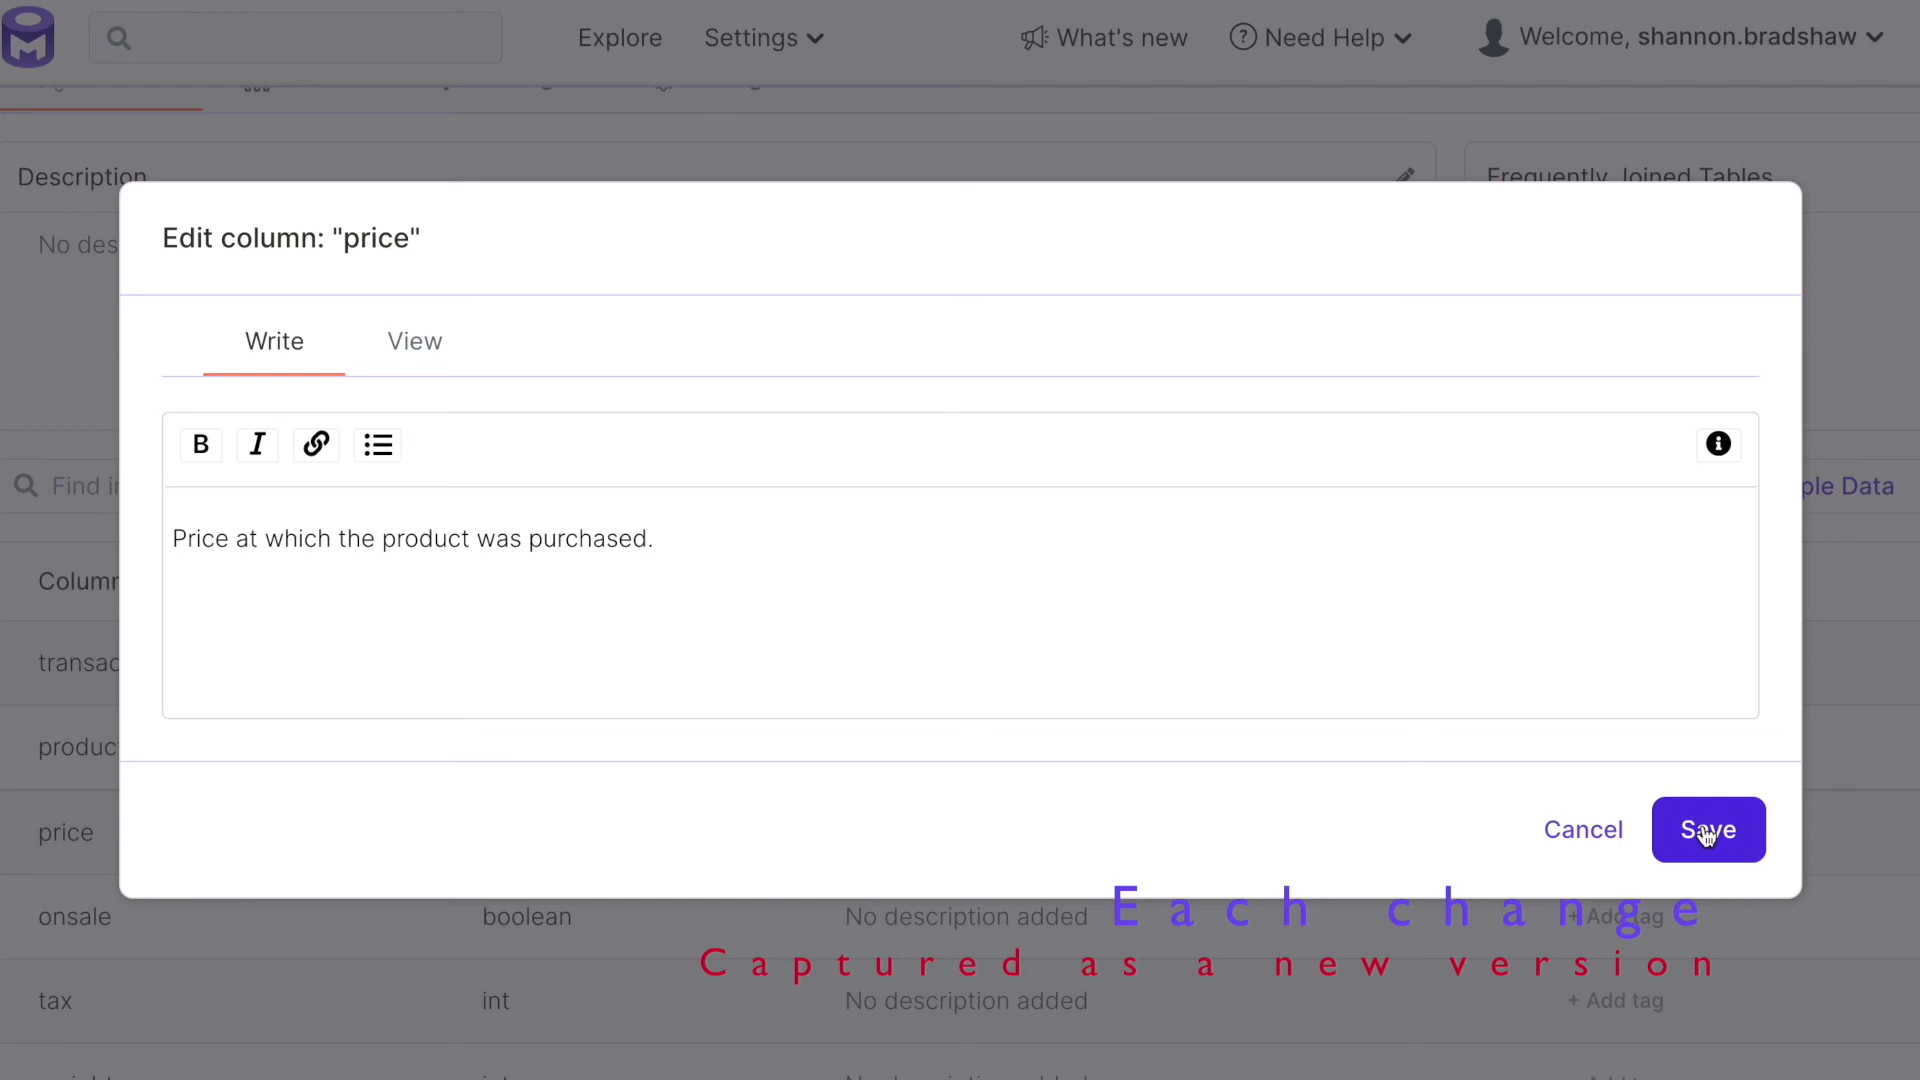 Explore Settings What's new Need Help Welcome, shannon.bradshaw
Description
Frequently Joined Tables
No des
Edit column: "price"
Write View
B I
Find in
ple Data
Price at which the product was purchased.
Column
transac
produc
price
Cancel Save
onsale boolean No description added + Add tag
Each change
Captured as a new version
tax int No description added + Add tag